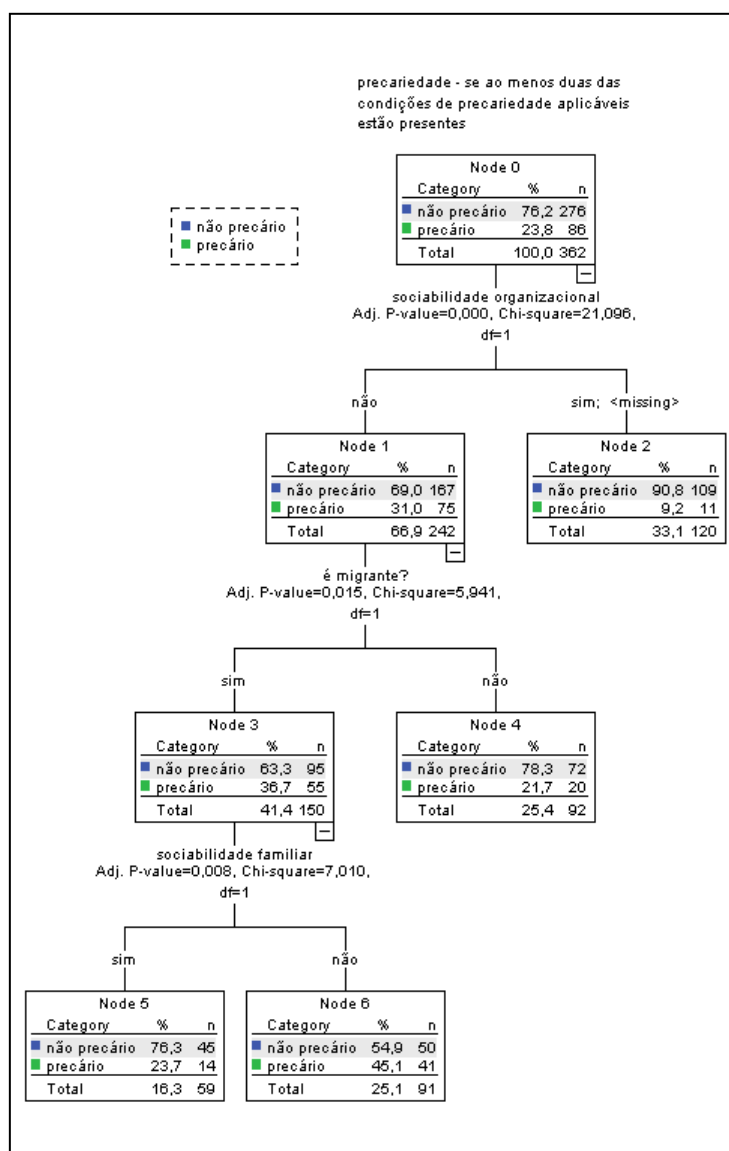 precariedade - se ao menos duas das
condições de precariedade aplicáveis
estão presentes
não precário
precário
Node 0
Category % n
não precário 76,2 276
precário 23,8 86
Total 100,0 362
sociabilidade organizacional
Adj. P-value=0,000, Chi-square=21,096,
df=1
não
sim; <missing>
Node 1
Category % n
não precário 69,0 167
precário 31,0 75
Total 66,9 242
Node 2
Category % n
não precário 90,8 109
precário 9,2 11
Total 33,1 120
é migrante?
Adj. P-value=0,015, Chi-square=5,941,
df=1
sim
não
Node 3
Category % n
não precário 63,3 95
precário 36,7 55
Total 41,4 150
Node 4
Category % n
não precário 78,3 72
precário 21,7 20
Total 25,4 92
sociabilidade familiar
Adj. P-value=0,008, Chi-square=7,010,
df=1
sim
não
Node 5
Category % n
não precário 76,3 45
precário 23,7 14
Total 16,3 59
Node 6
Category % n
não precário 54,9 50
precário 45,1 41
Total 25,1 91